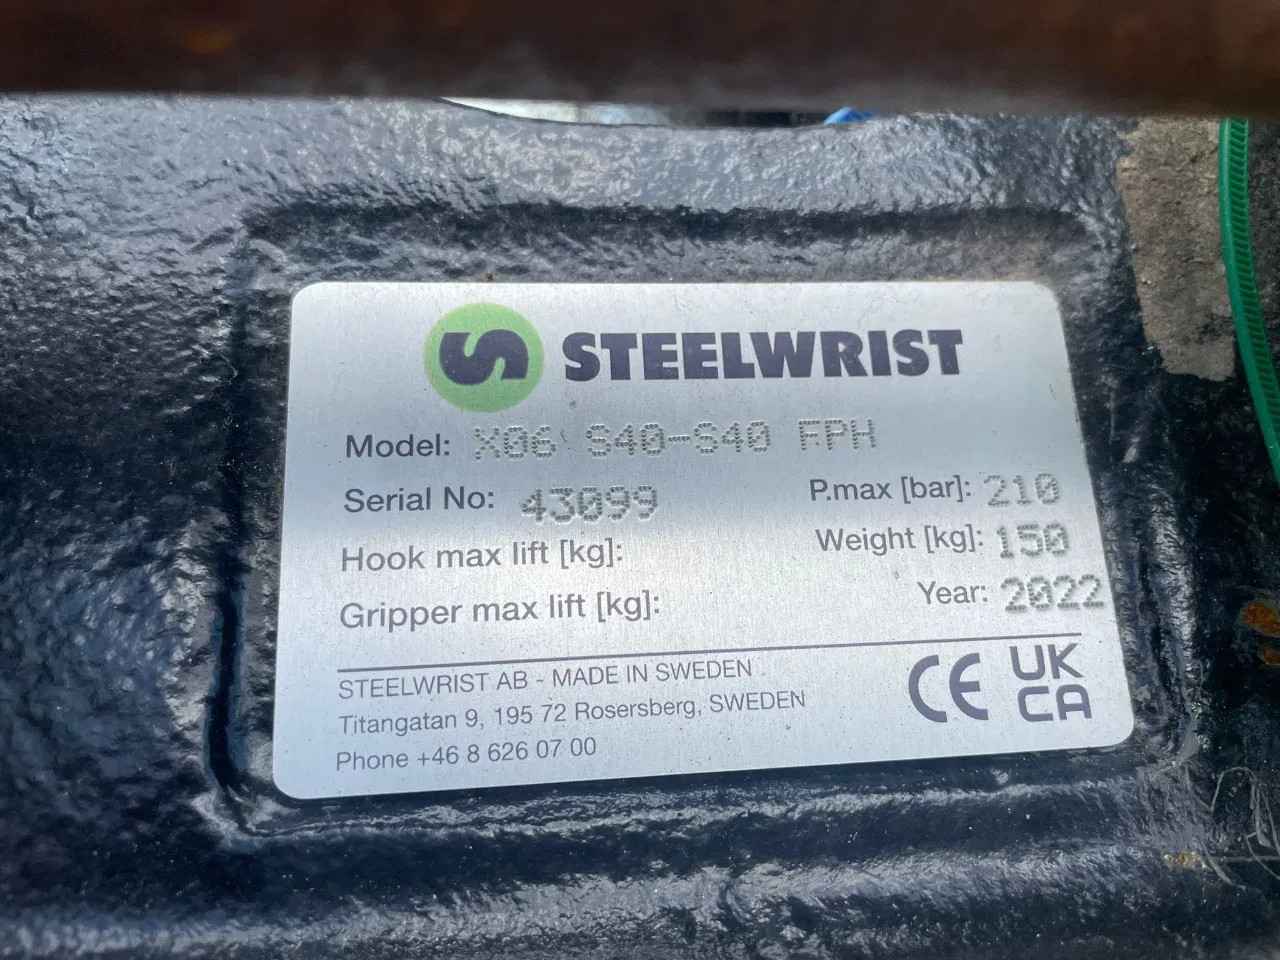 STEELWRIST
Model: X06 S40-S40 FPH
Serial No: 43099
P.max [bar]: 210
Hook max lift [kg]:
Weight [kg]: 150
Gripper max lift [kg]:
Year: 2022
STEELWRIST AB - MADE IN SWEDEN
Titangatan 9, 195 72 Rosersberg, SWEDEN
Phone +46 8 626 07 00
CE
UK
CA